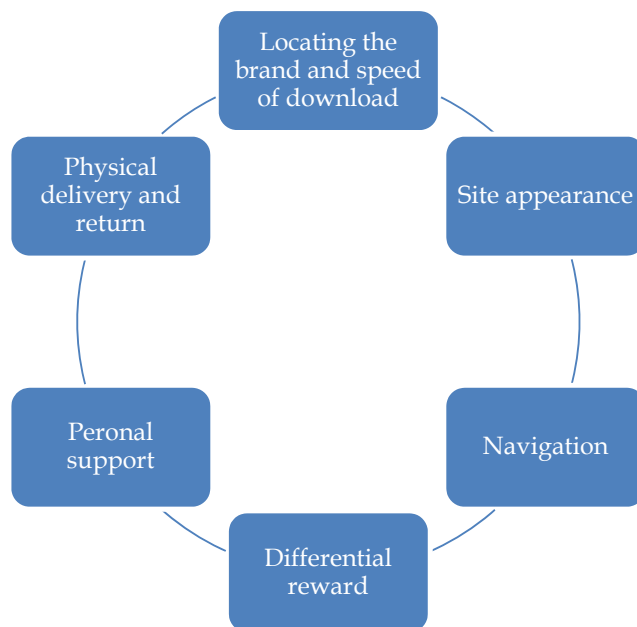 Locating the
brand and speed
of download
Site appearance
Navigation
Differential
reward
Peronal
support
Physical
delivery and
return